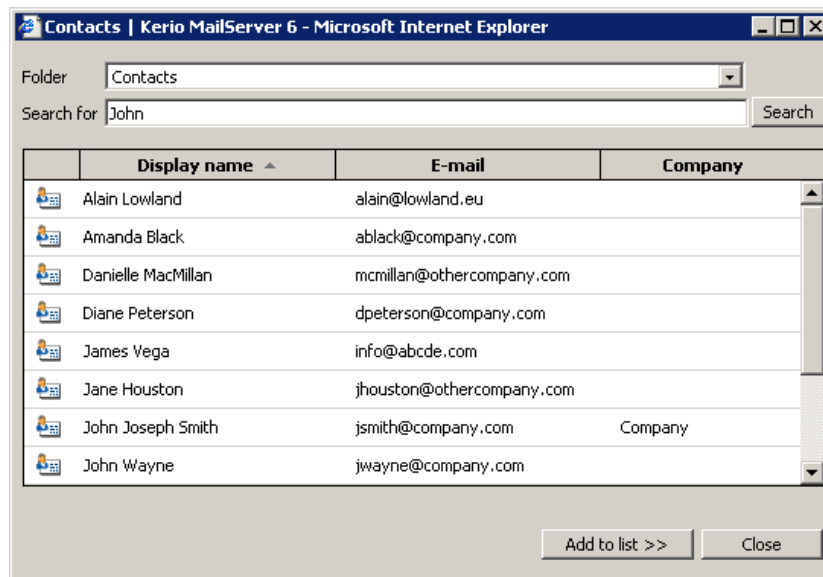 Contacts | Kerio MailServer 6 - Microsoft Internet Explorer
Folder Contacts
Search for John Search
Display name E-mail Company
Alain Lowland alain@lowland.eu
Amanda Black ablack@company.com
Danielle MacMillan mcmillan@othercompany.com
Diane Peterson dpeterson@company.com
James Vega info@abcde.com
Jane Houston jhouston@othercompany.com
John Joseph Smith jsmith@company.com Company
John Wayne jwayne@company.com
Add to list >> Close